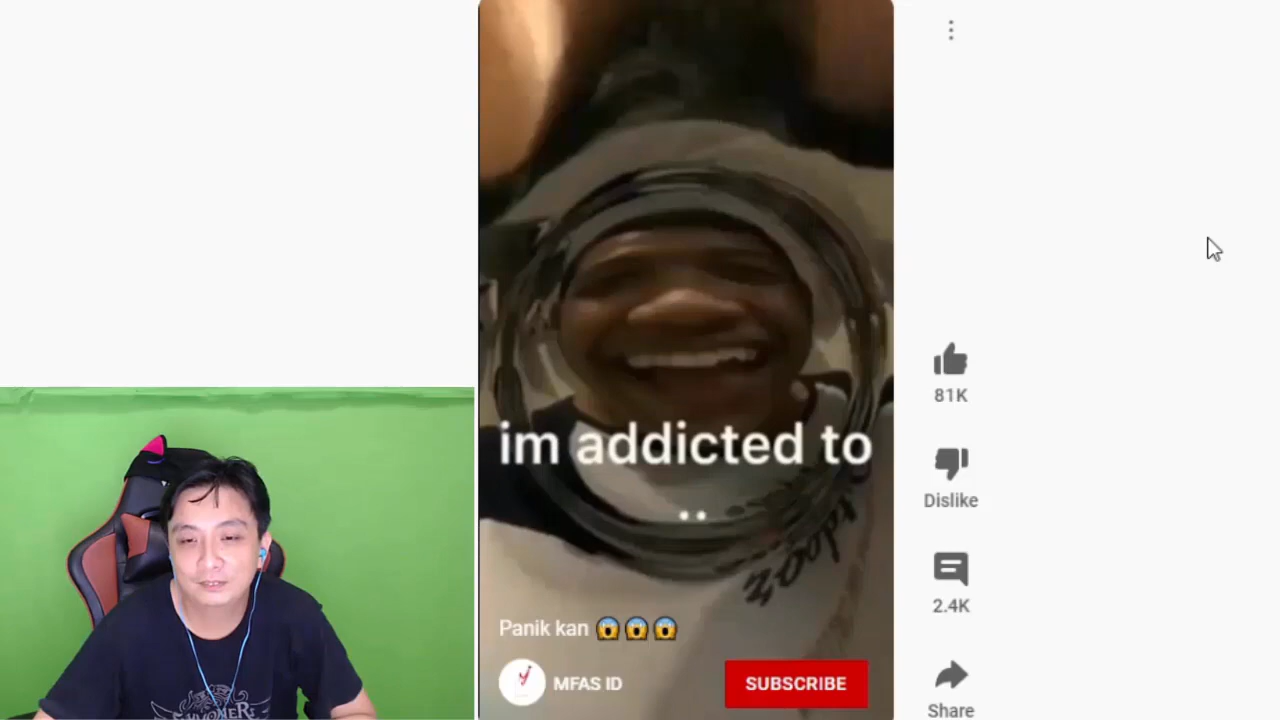 im addicted to
..
Panik kan 😱😱😱
MFAS ID
SUBSCRIBE
81K
Dislike
2.4K
Share